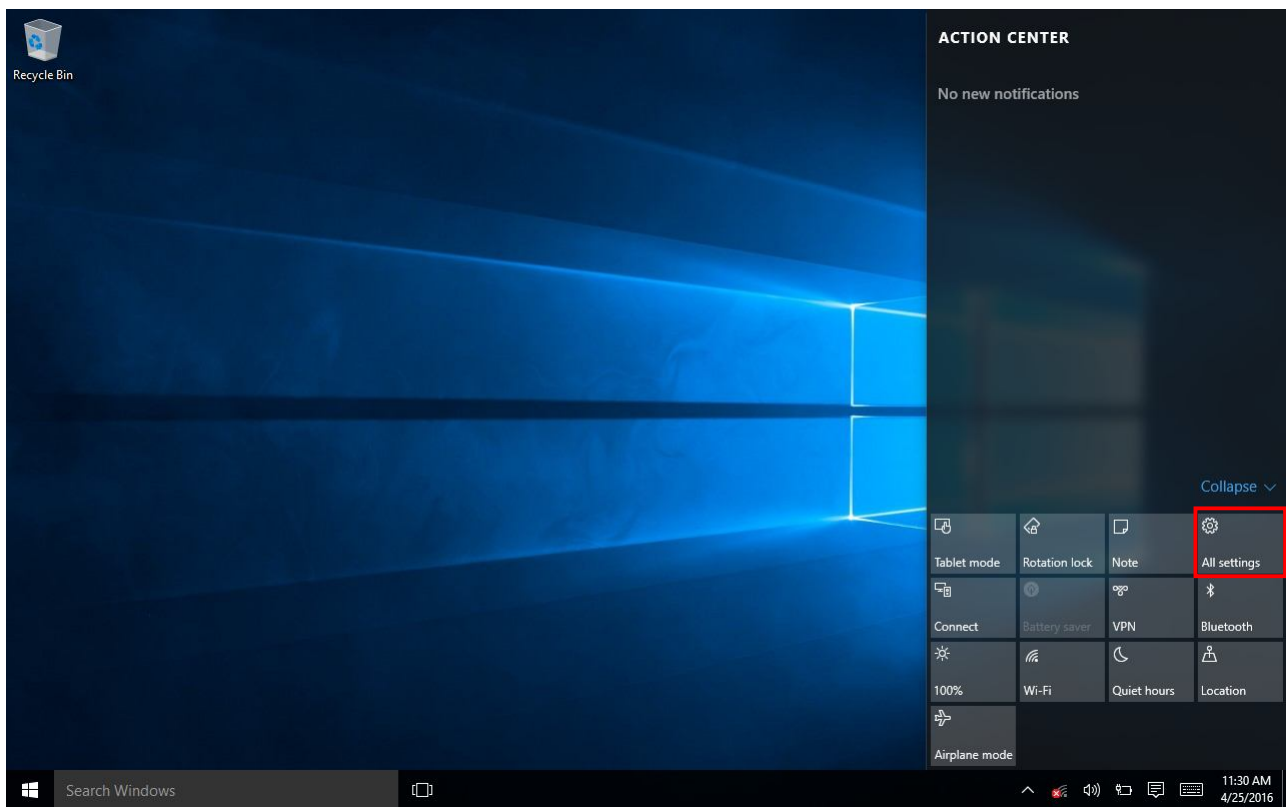 Recycle Bin
ACTION CENTER
No new notifications
Collapse
Tablet mode
Rotation lock
Note
All settings
Connect
Battery saver
VPN
Bluetooth
100%
Wi-Fi
Quiet hours
Location
Airplane mode
Search Windows
11:30 AM
4/25/2016